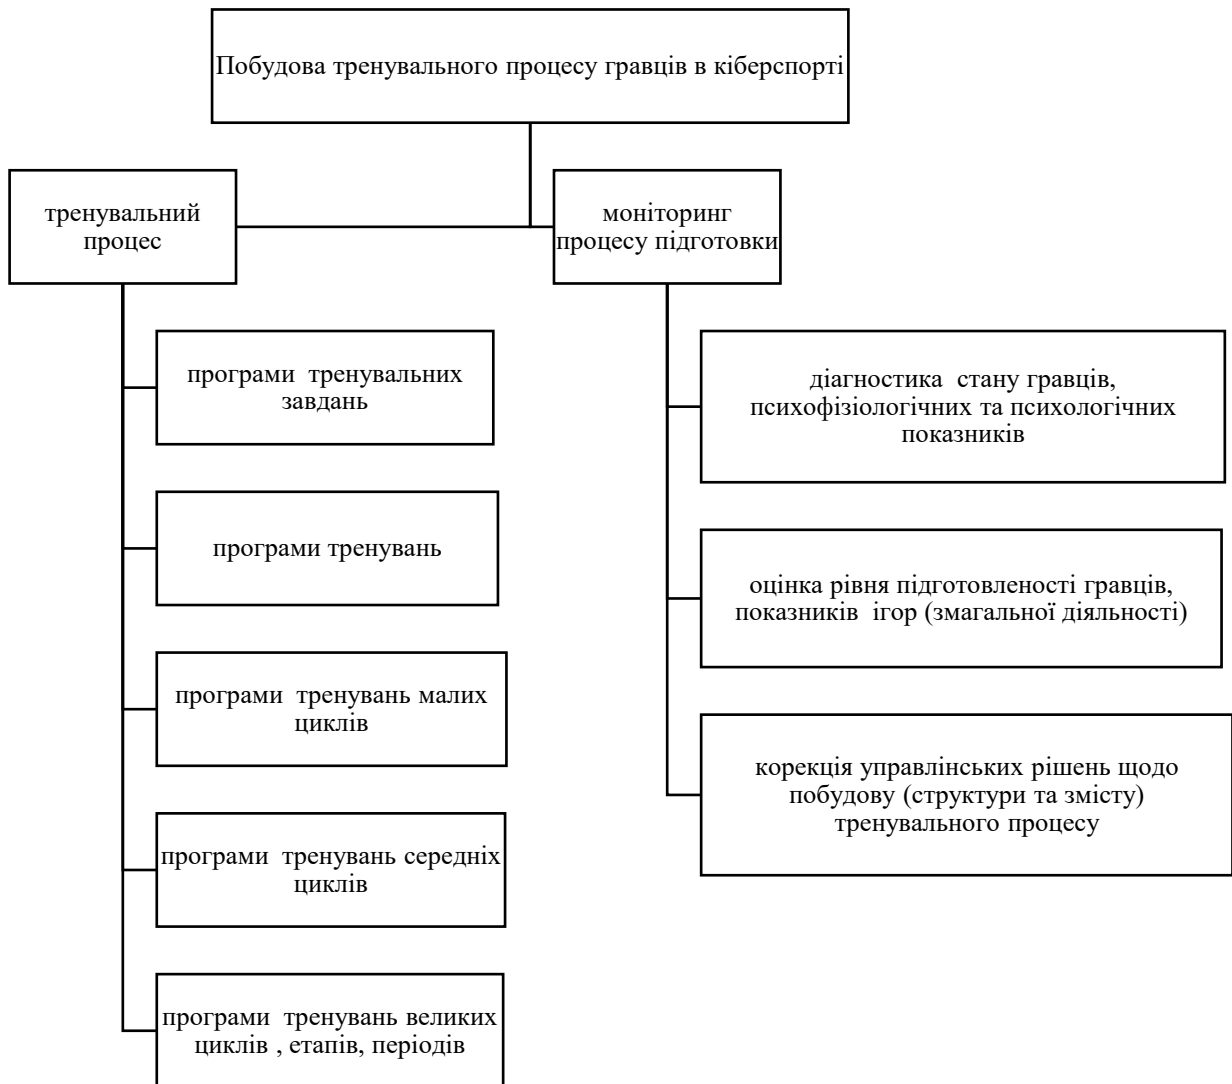 Побудова тренувального процесу гравців в кіберспорті
тренувальний
процес
моніторинг
процесу підготовки
програми тренувальних
завдань
програми тренувань
програми тренувань малих
циклів
програми тренувань середніх
циклів
програми тренувань великих
циклів , етапів, періодів
діагностика стану гравців,
психофізіологічних та психологічних
показників
оцінка рівня підготовленості гравців,
показників ігор (змагальної діяльності)
корекція управлінських рішень щодо
побудову (структури та змісту)
тренувального процесу